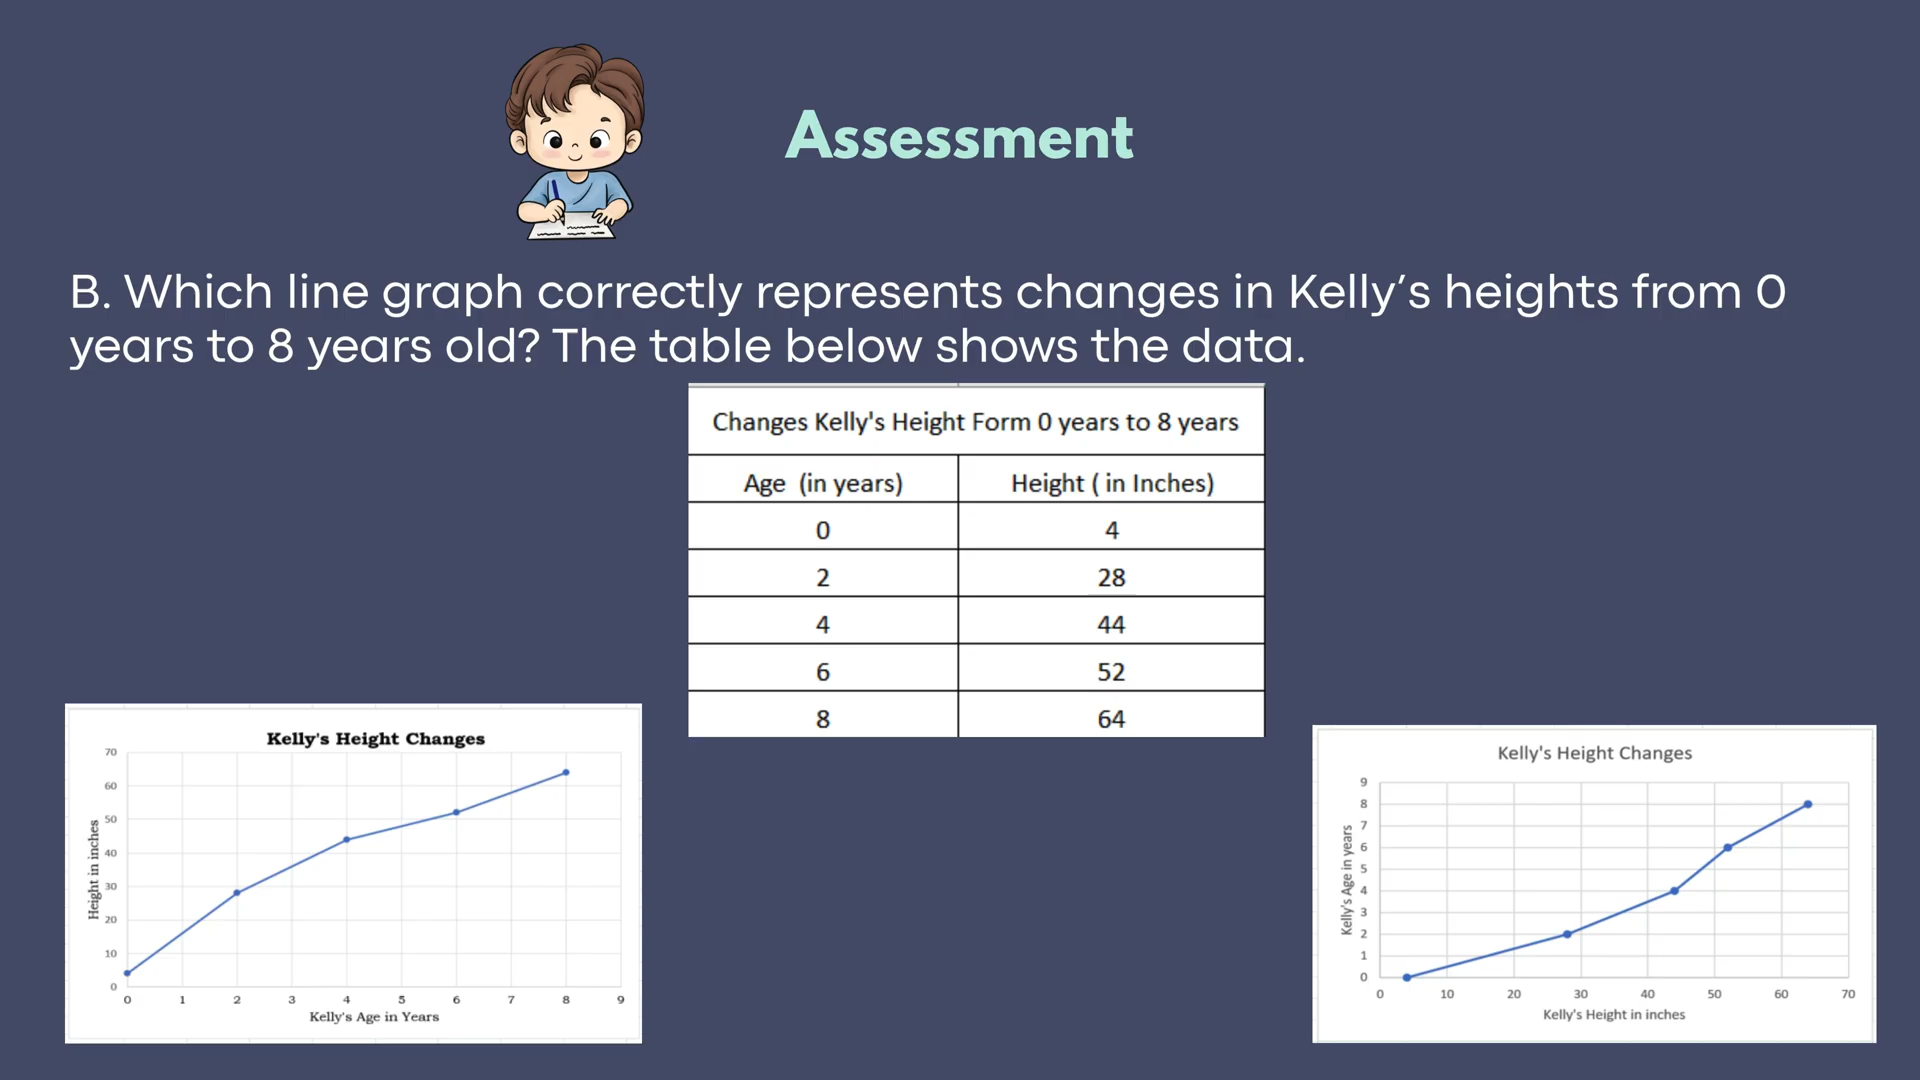 Assessment
B. Which line graph correctly represents changes in Kelly’s heights from 0
years to 8 years old? The table below shows the data.
Changes Kelly's Height Form 0 years to 8 years
Age (in years) Height ( in Inches)
0 4
2 28
4 44
6 52
8 64
Kelly's Height Changes
70
60
50
40
30
20
10
0
Height in inches
0 1 2 3 4 5 6 7 8 9
Kelly's Age in Years
Kelly's Height Changes
9
8
7
6
5
4
3
2
1
0
Kelly's Age in years
0 10 20 30 40 50 60 70
Kelly's Height in inches